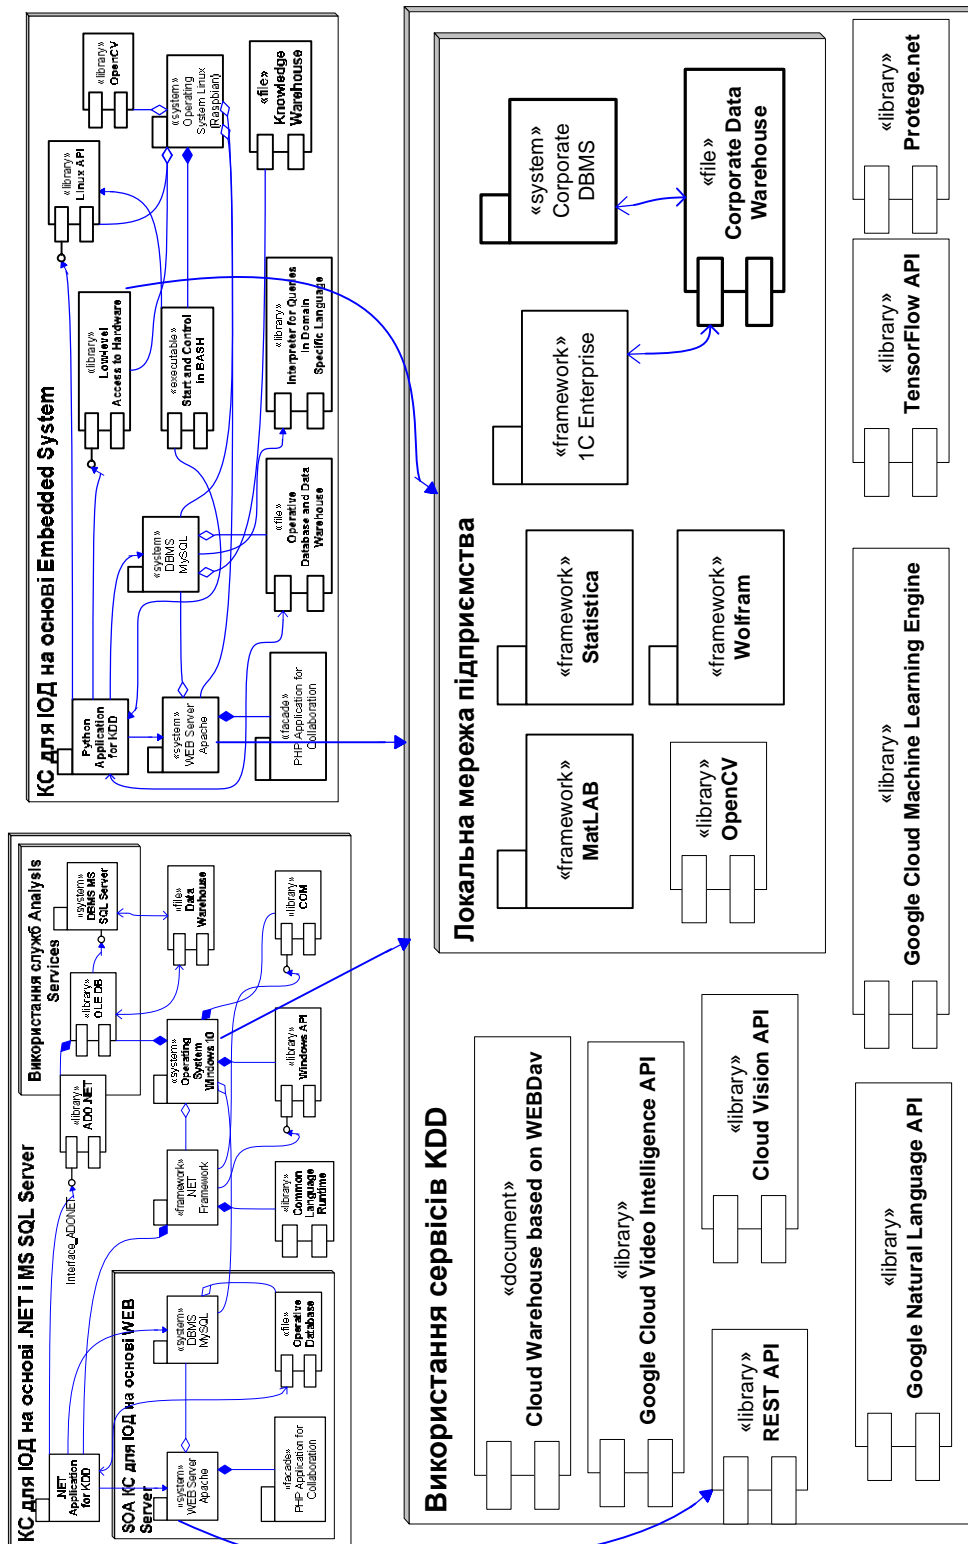 КС для ІОД на основі .NET і MS SQL Server
.NET
Application
for KDD
Interface_ADONET
«library»
ADO.NET
Використання служб Analysis
Services
«library»
OLE DB
«system»
DBMS MS
SQL Server
«file»
Data
Warehouse
«framework»
.NET
Framework
«system»
Operating
System
Windows 10
«library»
Common
Language
Runtime
«library»
Windows API
«library»
COM
SOA КС для ІОД на основі WEB
Server
«system»
WEB Server
Apache
«system»
DBMS
MySQL
«facade»
PHP Application for
Collaboration
«file»
Operative
Database
КС для ІОД на основі Embedded System
Python
Application
for KDD
«system»
WEB Server
Apache
«facade»
PHP Application for
Collaboration
«system»
DBMS
MySQL
«file»
Operative
Database and Data
Warehouse
«library»
Low-level
Access to Hardware
«executable»
Start and Control
in BASH
«library»
Interpreter for Queries
in Domain
Specific Language
«library»
Linux API
«library»
OpenCV
«system»
Operating
System Linux
(Raspbian)
«file»
Knowledge
Warehouse
Використання сервісів KDD
«document»
Cloud Warehouse based on WEBDav
«library»
Google Cloud Video Intelligence API
«library»
REST API
«library»
Cloud Vision API
«library»
Google Natural Language API
«library»
Google Cloud Machine Learning Engine
«library»
TensorFlow API
«library»
Protege.net
Локальна мережа підприємства
«framework»
MatLAB
«library»
OpenCV
«framework»
Statistica
«framework»
Wolfram
«framework»
1C Enterprise
«system»
Corporate
DBMS
«file»
Corporate Data
Warehouse